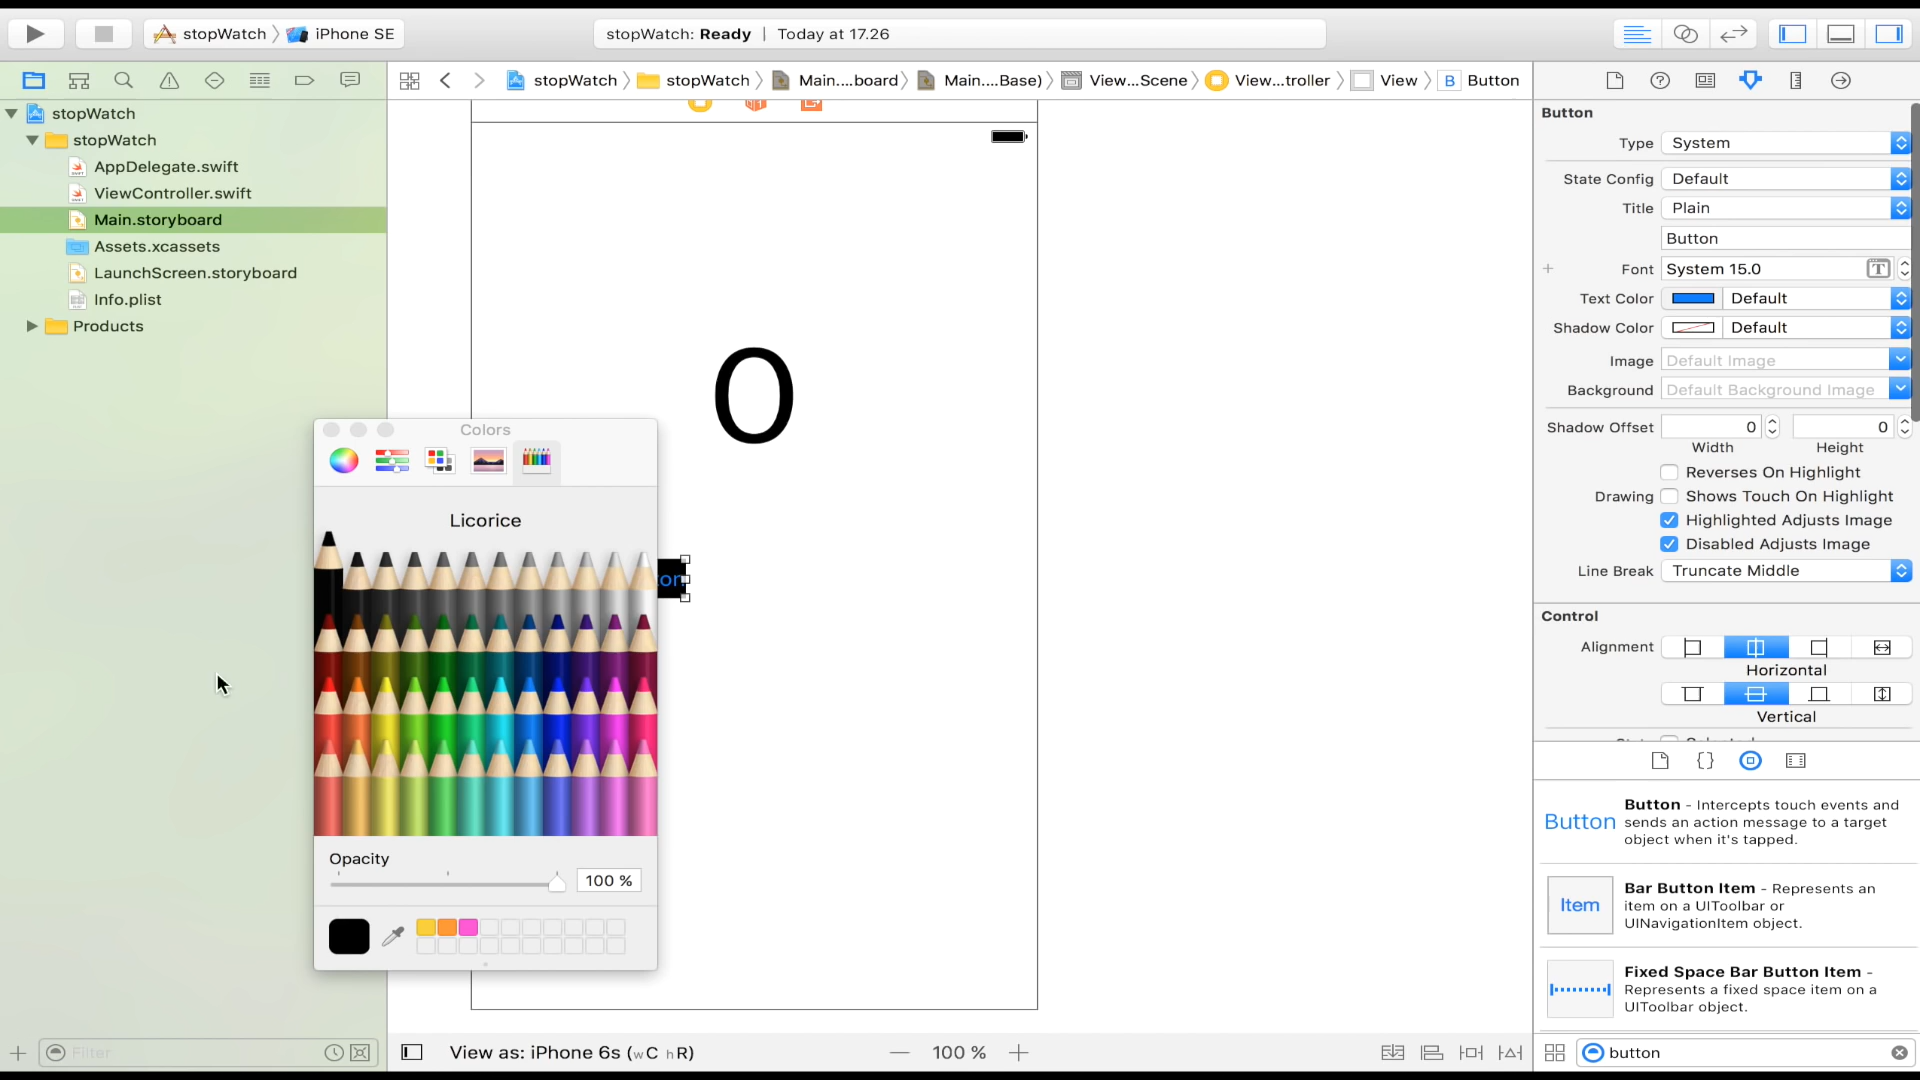 stopWatch
iPhone SE
stopWatch: Ready | Today at 17.26
stopWatch
stopWatch
Main....board
Main....Base)
View...Scene
View...troller
View
B Button
stopWatch
stopWatch
AppDelegate.swift
ViewController.swift
Main.storyboard
Assets.xcassets
LaunchScreen.storyboard
Info.plist
Products
Filter
0
Colors
Licorice
Opacity
100 %
View as: iPhone 6s (wC hR)
100 %
Button
Type System
State Config Default
Title Plain
Button
Font System 15.0
Text Color Default
Shadow Color Default
Image Default Image
Background Default Background Image
Shadow Offset 0 0
Width Height
Reverses On Highlight
Drawing Shows Touch On Highlight
Highlighted Adjusts Image
Disabled Adjusts Image
Line Break Truncate Middle
Control
Alignment
Horizontal
Vertical
Button
Button - Intercepts touch events and
sends an action message to a target
object when it's tapped.
Item
Bar Button Item - Represents an
item on a UIToolbar or
UINavigationItem object.
Fixed Space Bar Button Item -
Represents a fixed space item on a
UIToolbar object.
button